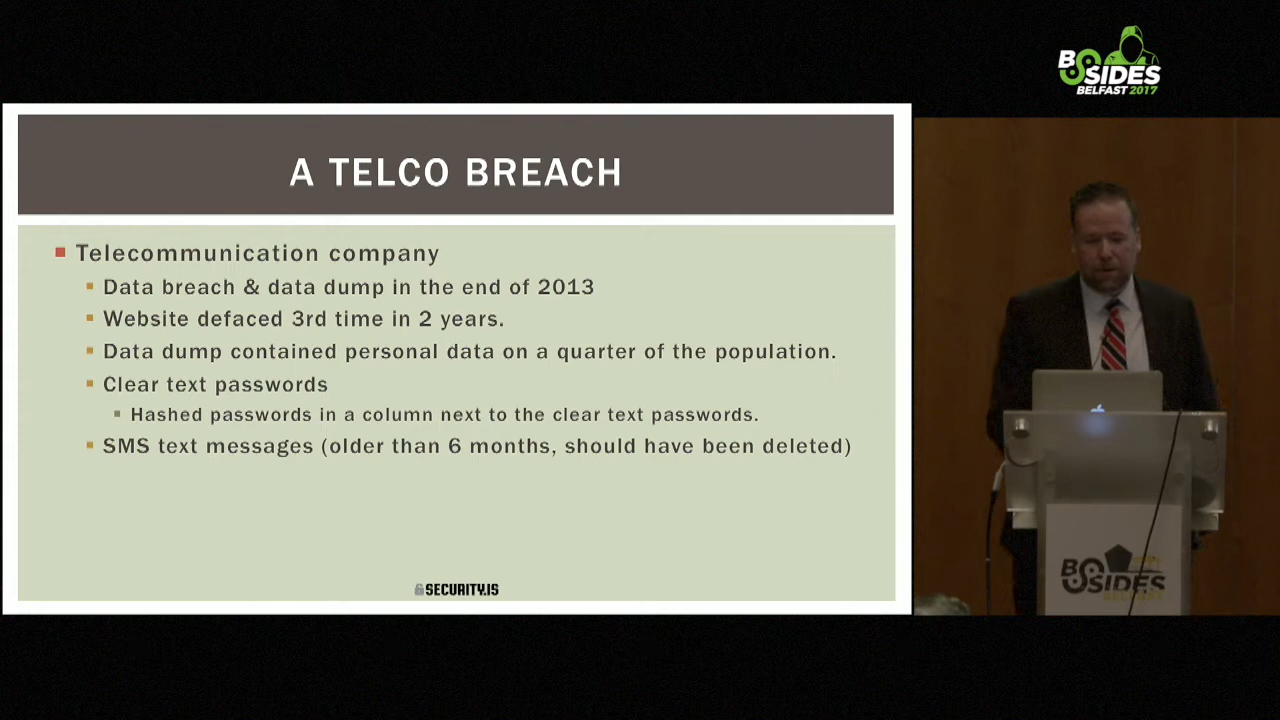 BSIDES
BELFAST 2017
A TELCO BREACH
Telecommunication company
Data breach & data dump in the end of 2013
Website defaced 3rd time in 2 years.
Data dump contained personal data on a quarter of the population.
Clear text passwords
Hashed passwords in a column next to the clear text passwords.
SMS text messages (older than 6 months, should have been deleted)
SECURITY.IS
BSIDES
BELFAST